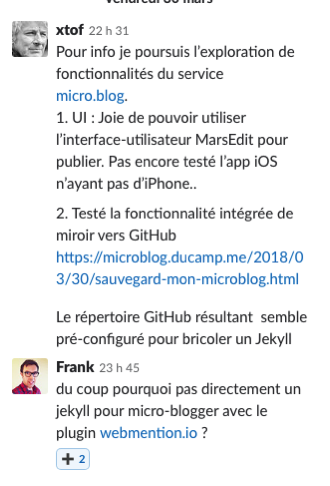 vendredi 30 mars
xtof 22 h 31
Pour info je poursuis l'exploration de
fonctionnalités du service
micro.blog.
1. UI : Joie de pouvoir utiliser
l'interface-utilisateur MarsEdit pour
publier. Pas encore testé l'app iOS
n'ayant pas d'iPhone..
2. Testé la fonctionnalité intégrée de
miroir vers GitHub
https://microblog.ducamp.me/2018/0
3/30/sauvegard-mon-microblog.html
Le répertoire GitHub résultant semble
pré-configuré pour bricoler un Jekyll
Frank 23 h 45
du coup pourquoi pas directement un
jekyll pour micro-blogger avec le
plugin webmention.io ?
+ 2